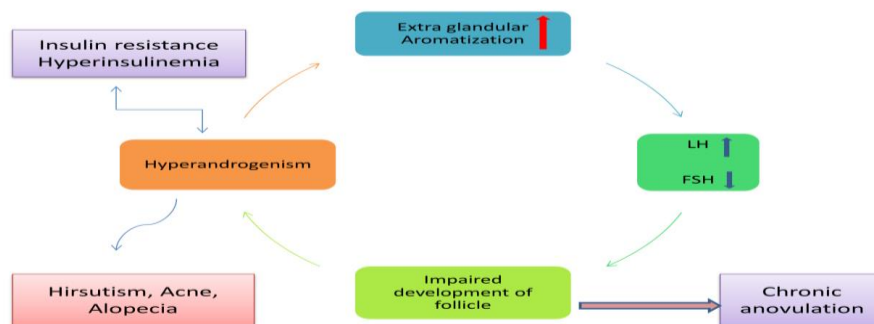 Extra glandular
Aromatization
Insulin resistance
Hyperinsulinemia
LH
FSH
Hyperandrogenism
Impaired
development of
follicle
Hirsutism, Acne,
Alopecia
Chronic
anovulation